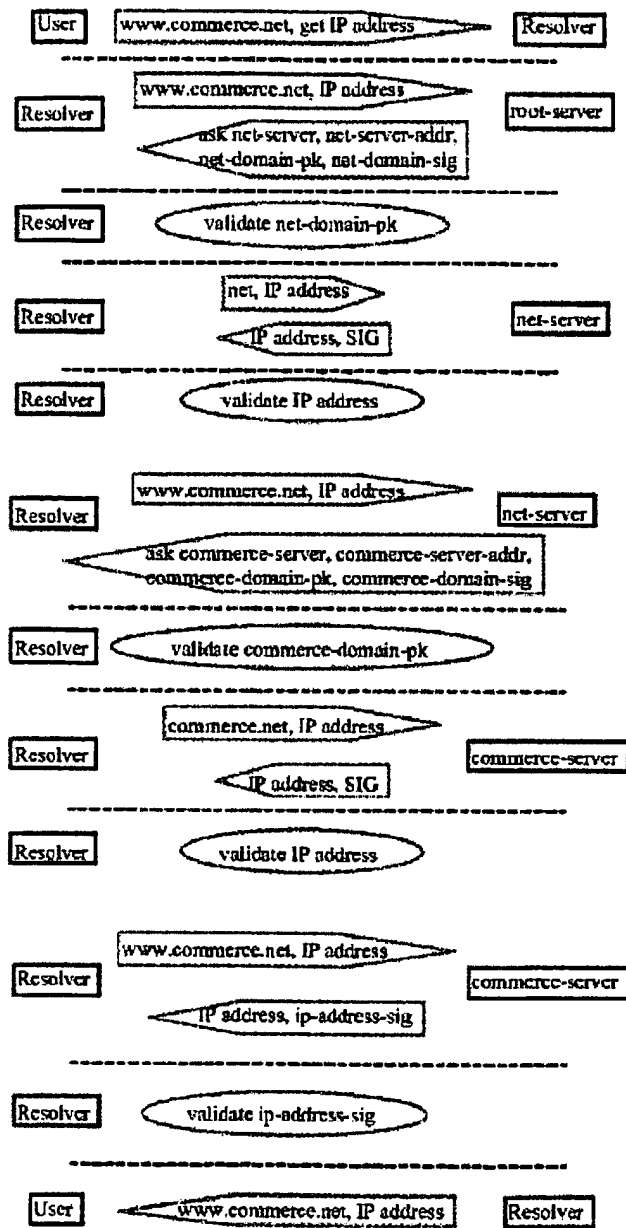 User
www.commerce.net, get IP address
Resolver
www.commerce.net, IP address
Resolver
root-server
ask net-server, net-server-addr,
net-domain-pk, net-domain-sig
Resolver
validate net-domain-pk
net, IP address
Resolver
net-server
IP address, SIG
Resolver
validate IP address
www.commerce.net, IP address
Resolver
net-server
ask commerce-server, commerce-server-addr,
commerce-domain-pk, commerce-domain-sig
Resolver
validate commerce-domain-pk
commerce.net, IP address
Resolver
commerce-server
IP address, SIG
Resolver
validate IP address
www.commerce.net, IP address
Resolver
commerce-server
IP address, ip-address-sig
Resolver
validate ip-address-sig
User
www.commerce.net, IP address
Resolver